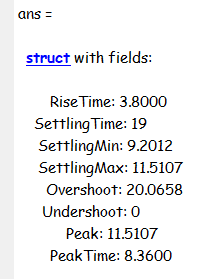 ans =
struct with fields:
RiseTime: 3.8000
SettlingTime: 19
SettlingMin: 9.2012
SettlingMax: 11.5107
Overshoot: 20.0658
Undershoot: 0
Peak: 11.5107
PeakTime: 8.3600